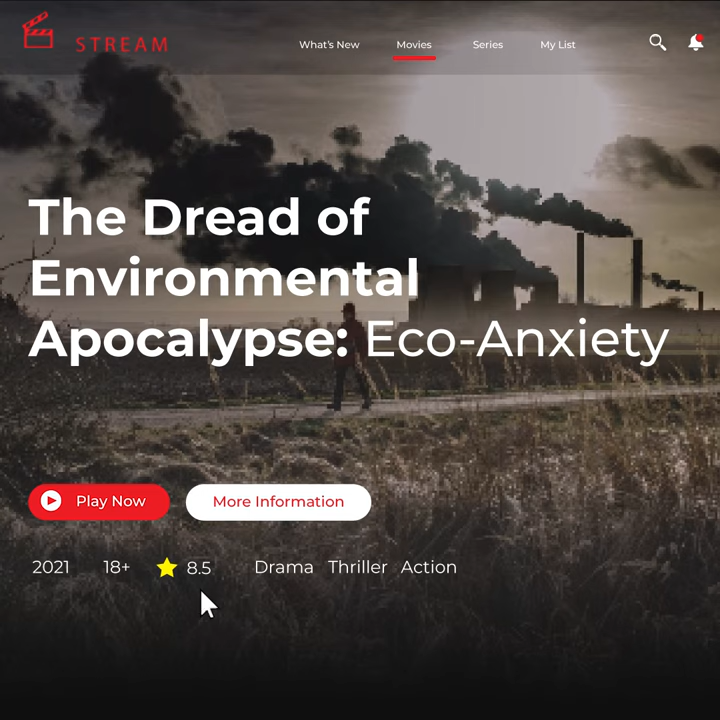 STREAM
What's New Movies Series My List
The Dread of
Environmental
Apocalypse: Eco-Anxiety
Play Now More Information
2021 18+ 8.5 Drama Thriller Action